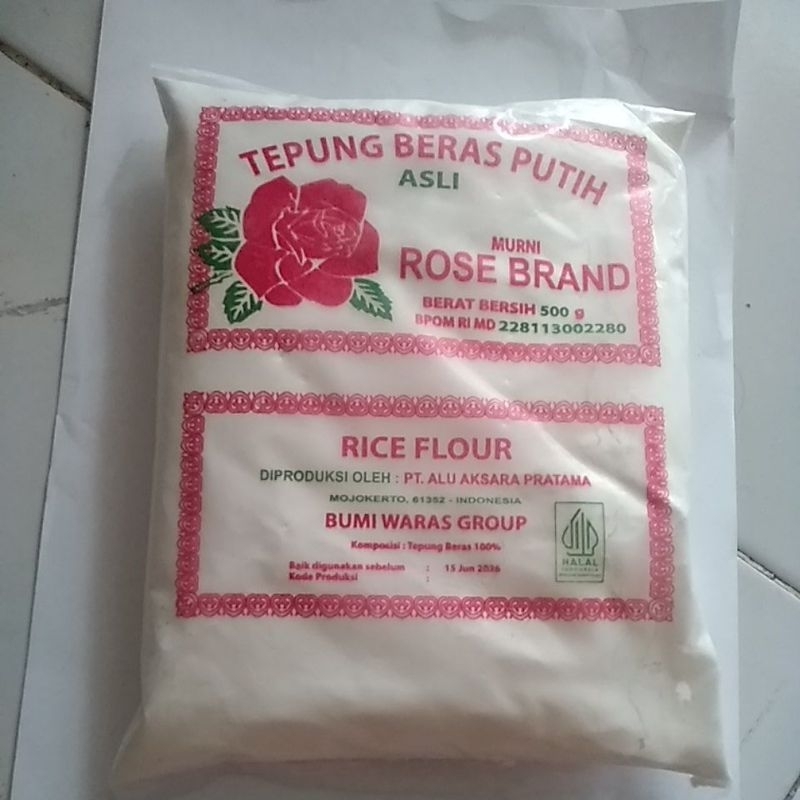 TEPUNG BERAS PUTIH
ASLI
MURNI
ROSE BRAND
BERAT BERSIH 500 g
BPOM RI MD 228113002280
RICE FLOUR
DIPRODUKSI OLEH : PT. ALU AKSARA PRATAMA
MOJOKERTO, 61352 - INDONESIA
BUMI WARAS GROUP
Komposisi : Tepung Beras 100%
Baik digunakan sebelum : 15 Jun 2026
Kode Produksi :
HALAL
INDONESIA